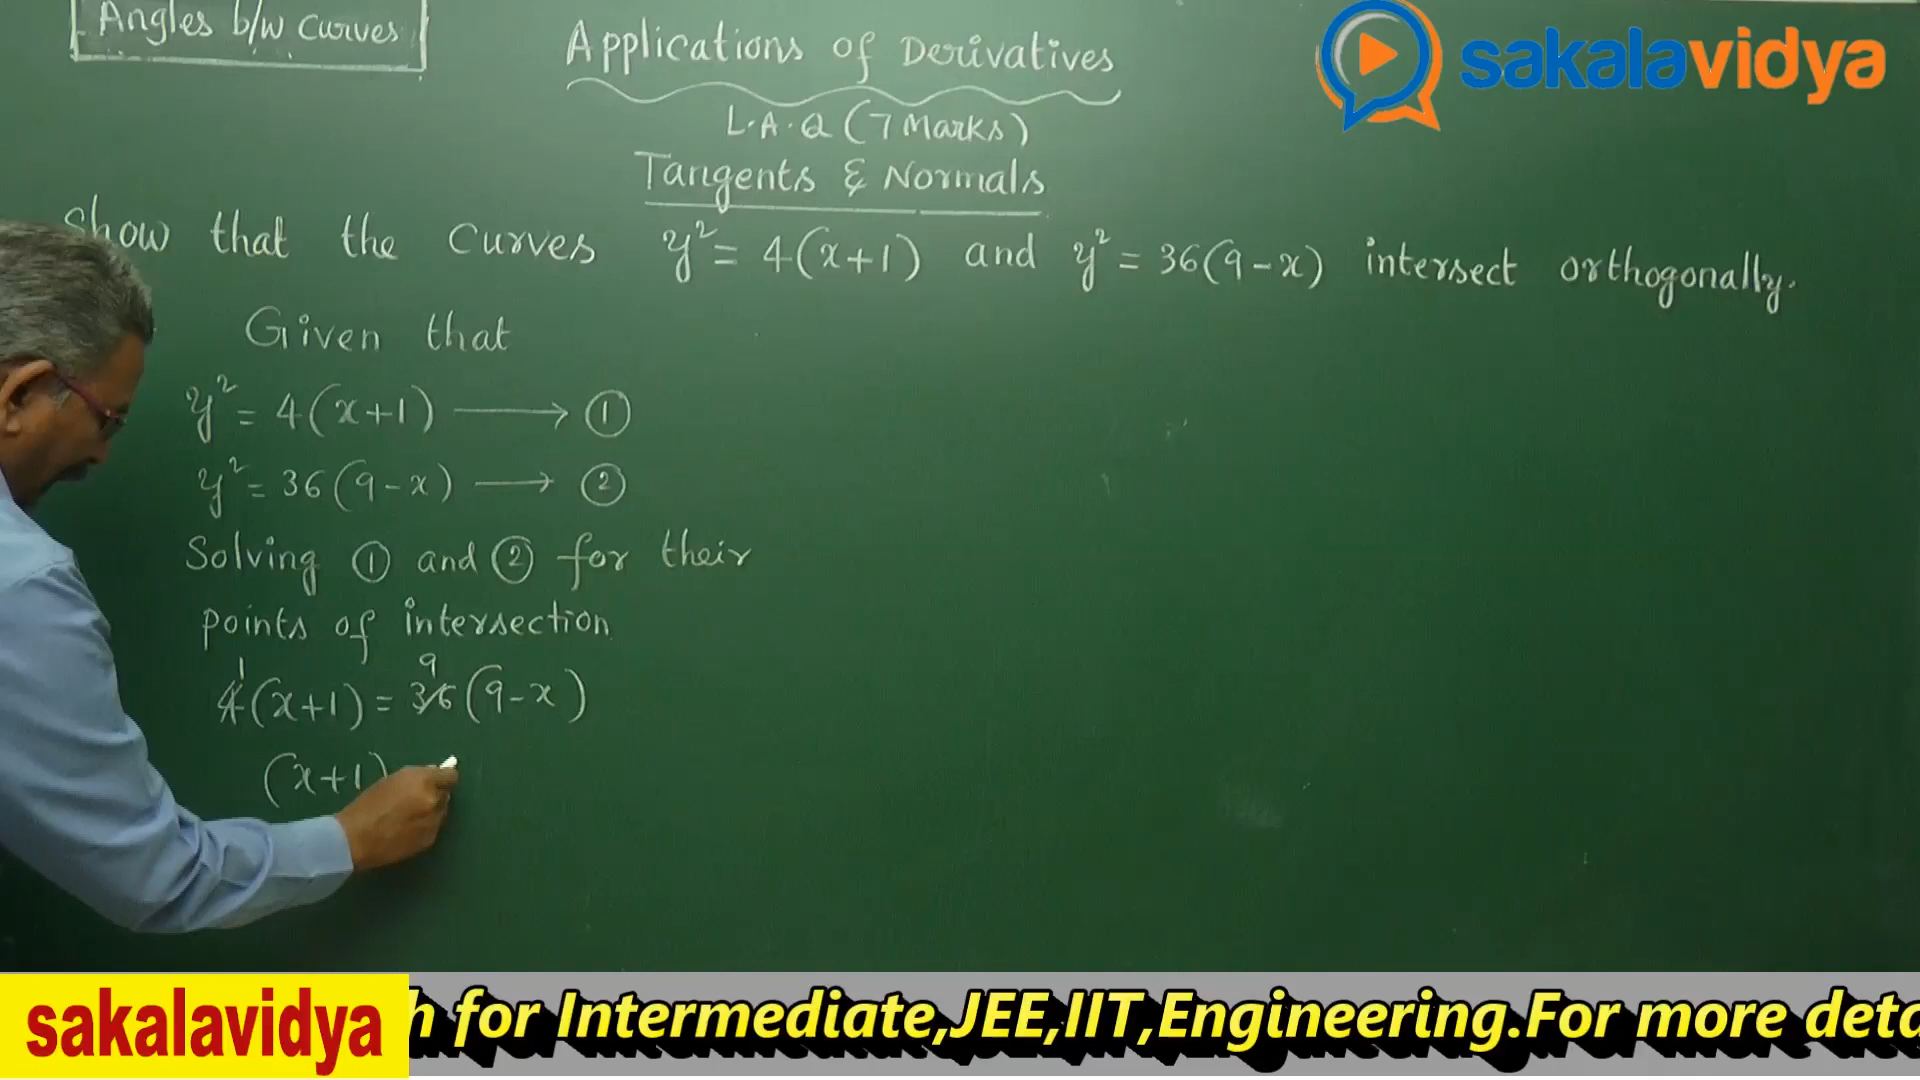 Angles b/w Curves
Applications of Derivatives
sakalavidya
L.A.Q (7 Marks)
Tangents & Normals
Show that the curves y² = 4(x+1) and y² = 36(9-x) intersect orthogonally.
Given that
y² = 4(x+1) ⟶ ①
y² = 36(9-x) ⟶ ②
Solving ① and ② for their
points of intersection
1 9
4(x+1) = 36(9-x)
(x+1)
sakalavidya
for Intermediate,JEE,IIT,Engineering.For more